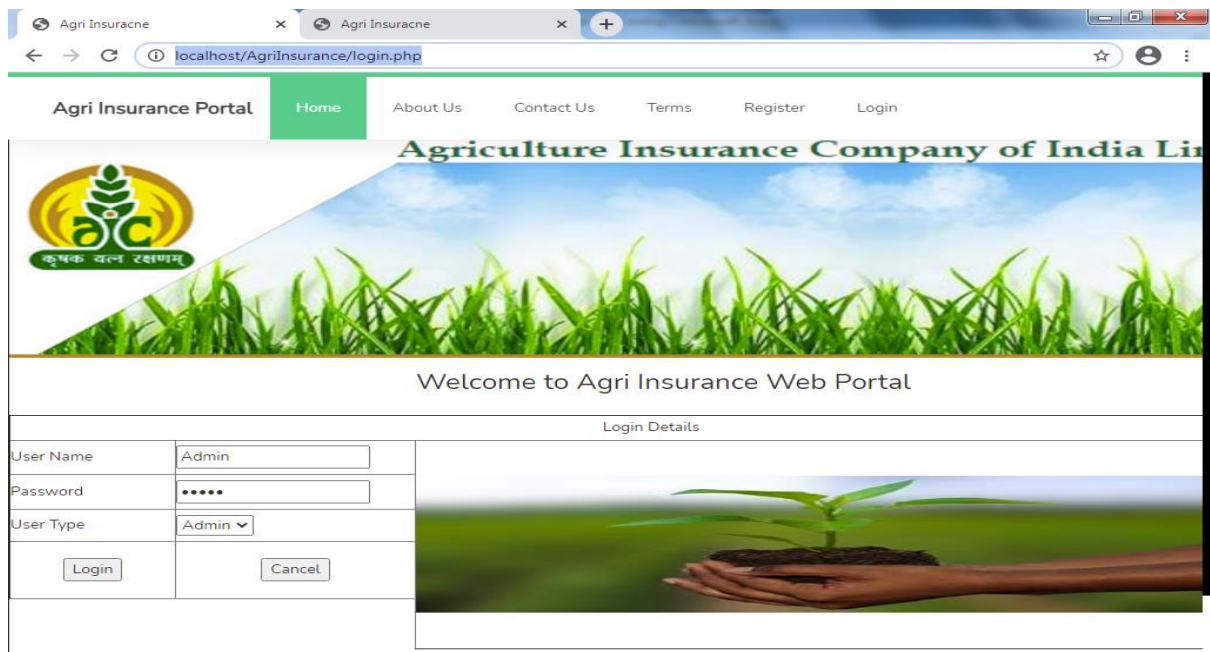 Agri Insuracne
Agri Insuracne
localhost/AgriInsurance/login.php
Agri Insurance Portal Home About Us Contact Us Terms Register Login
Agriculture Insurance Company of India Lin
aic
कृषक यत्न रक्षणम्
Welcome to Agri Insurance Web Portal
Login Details
User Name Admin
Password •••••
User Type Admin
Login Cancel